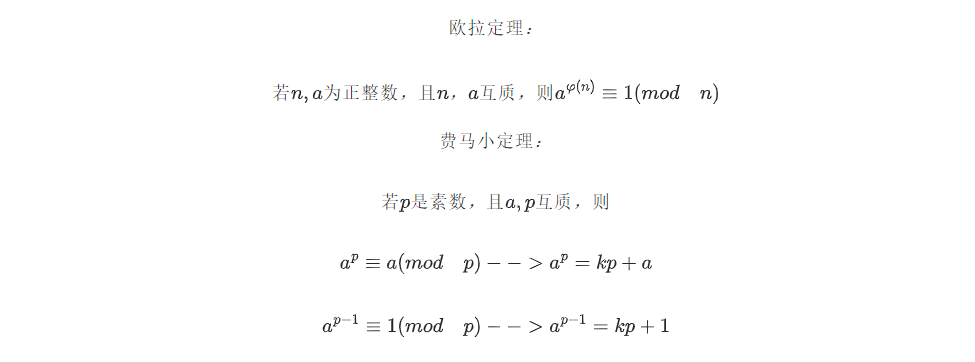 欧拉定理：
若n,a为正整数，且n，a互质，则a^{φ(n)} ≡ 1(mod n)
费马小定理：
若p是素数，且a,p互质，则
a^p ≡ a(mod p) − − > a^p = kp + a
a^{p−1} ≡ 1(mod p) − − > a^{p−1} = kp + 1